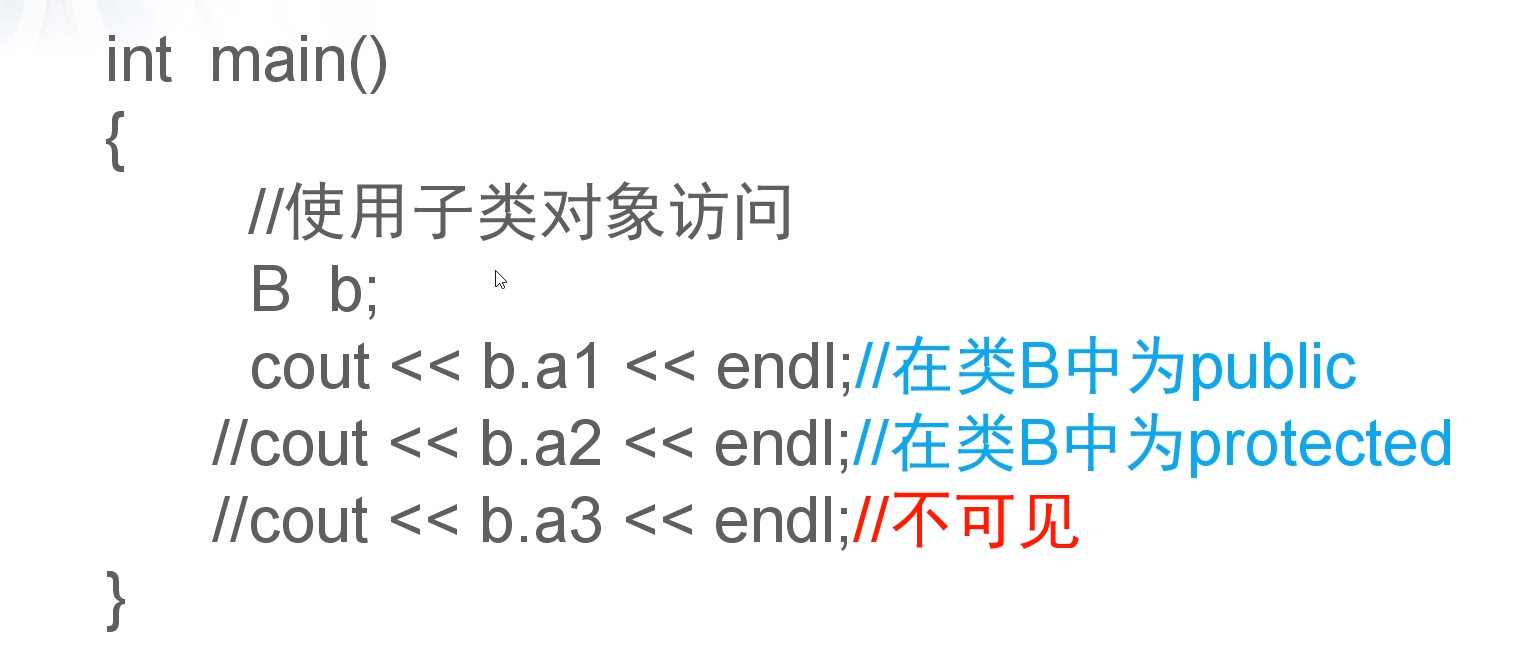 int main()
{
//使用子类对象访问
B b;
cout << b.a1 << endl;//在类B中为public
//cout << b.a2 << endl;//在类B中为protected
//cout << b.a3 << endl;//不可见
}